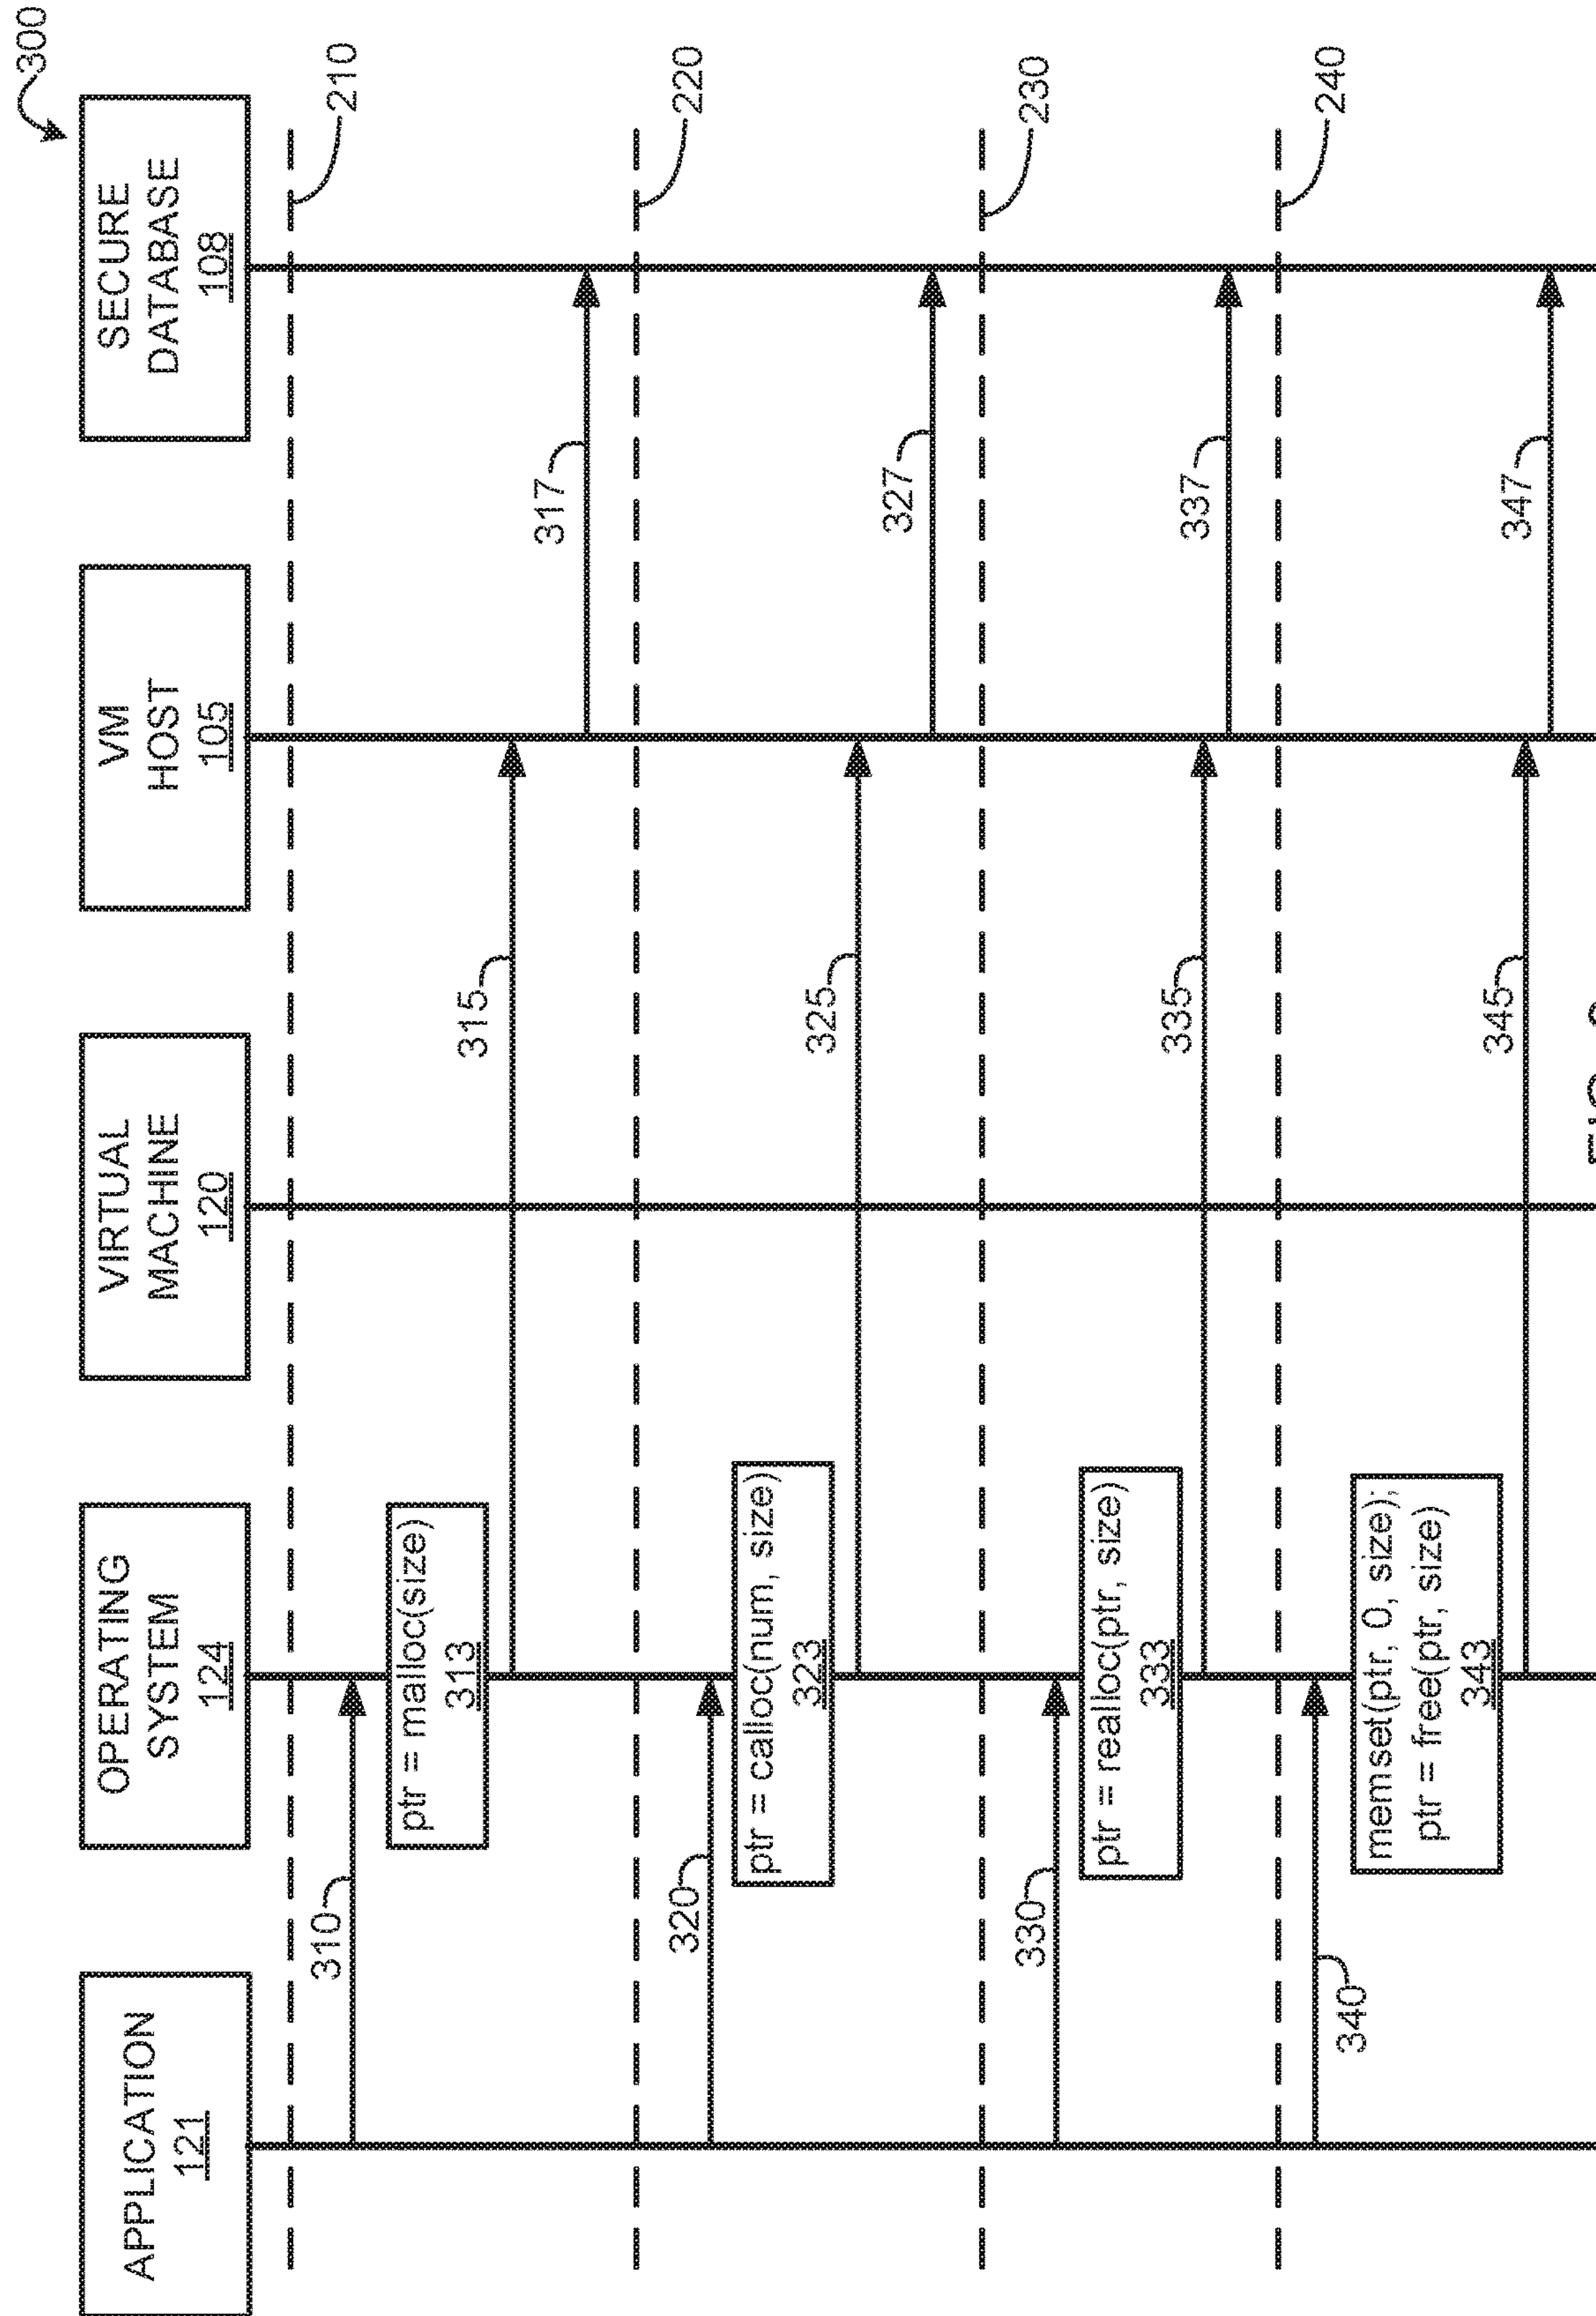 300
APPLICATION
121
OPERATING
SYSTEM
124
VIRTUAL
MACHINE
120
VM
HOST
105
SECURE
DATABASE
108
210
310
ptr = malloc(size)
313
315
317
220
320
ptr = calloc(num, size)
323
325
327
230
330
ptr = realloc(ptr, size)
333
335
337
240
340
memset(ptr, 0, size);
ptr = free(ptr, size)
343
345
347